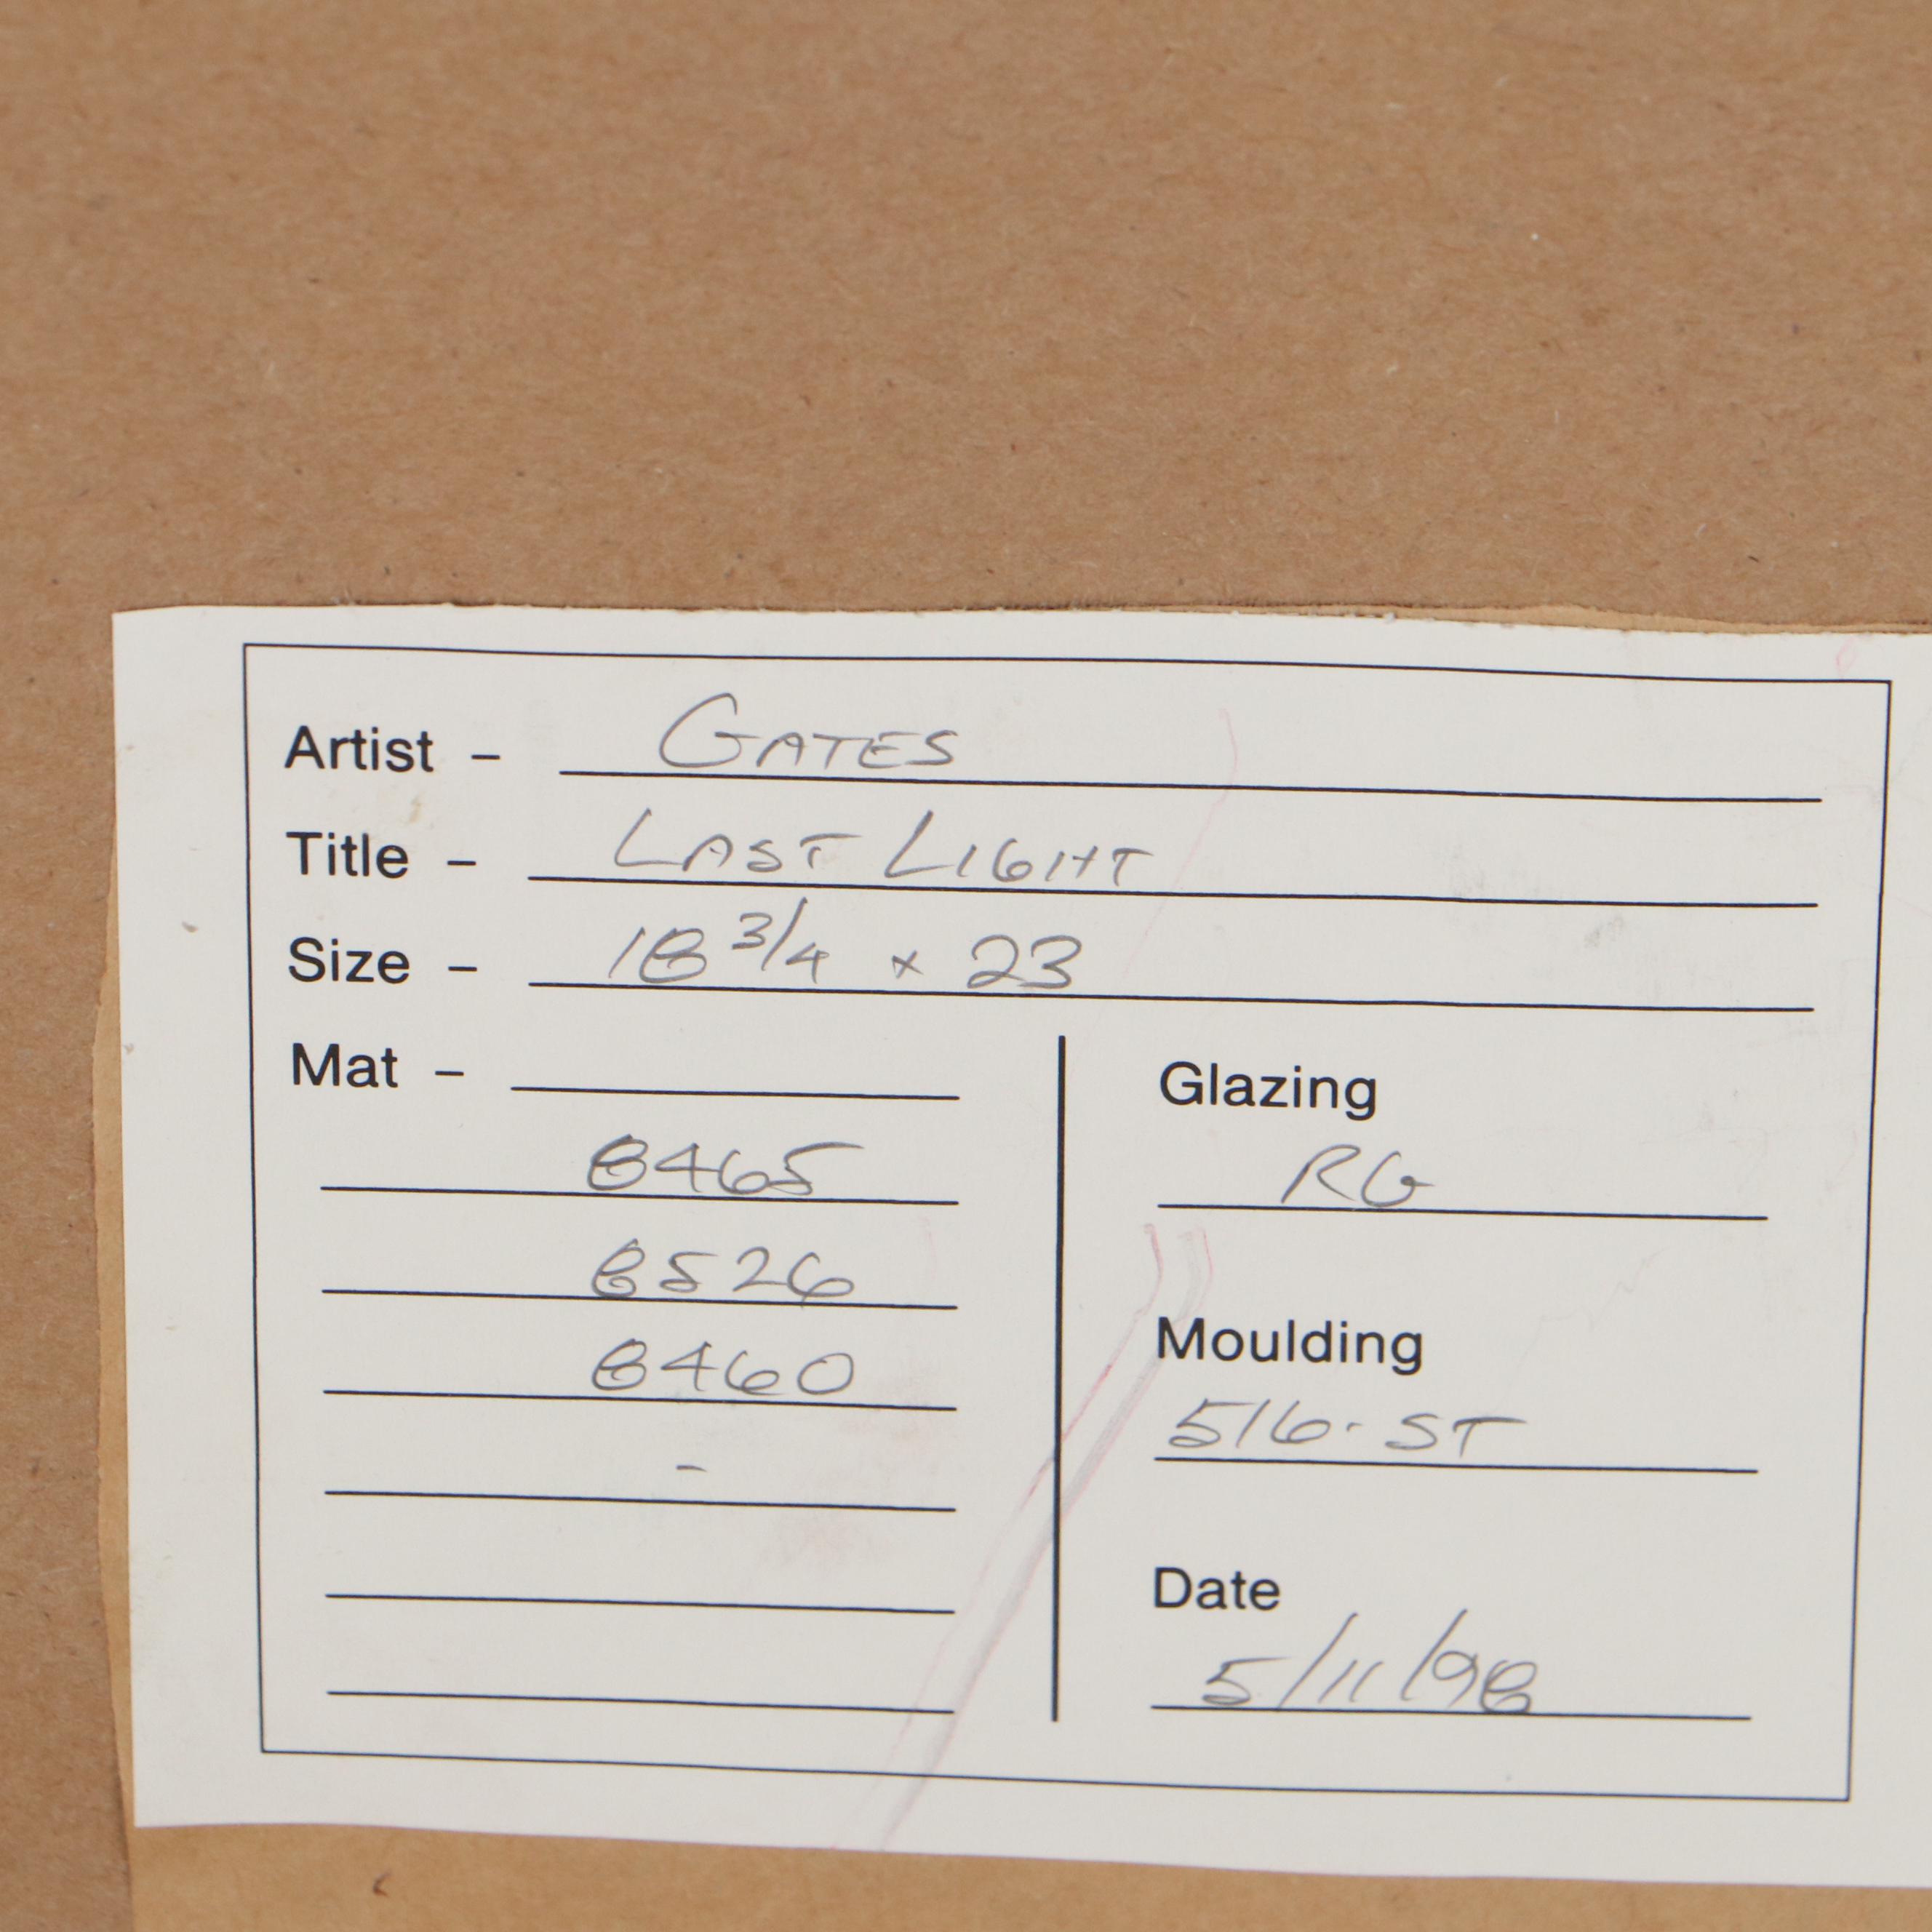 Artist - GATES
Title - LAST LIGHT
Size - 18 3/4 x 23
Mat -
8465
8526
8460
-
Glazing
RG
Moulding
516-ST
Date
5/11/98